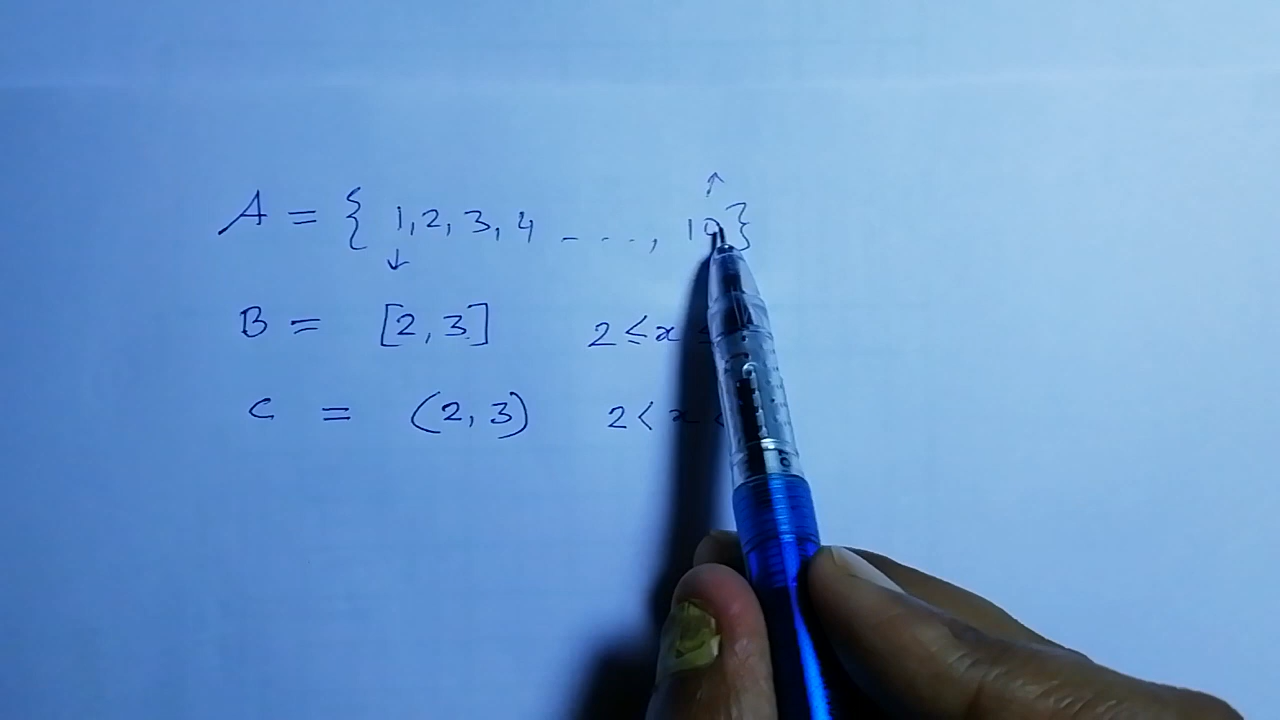 A = { 1, 2, 3, 4 - - - -, 10 }
B = [2, 3] 2 ≤ x ≤
C = (2, 3) 2 < x <